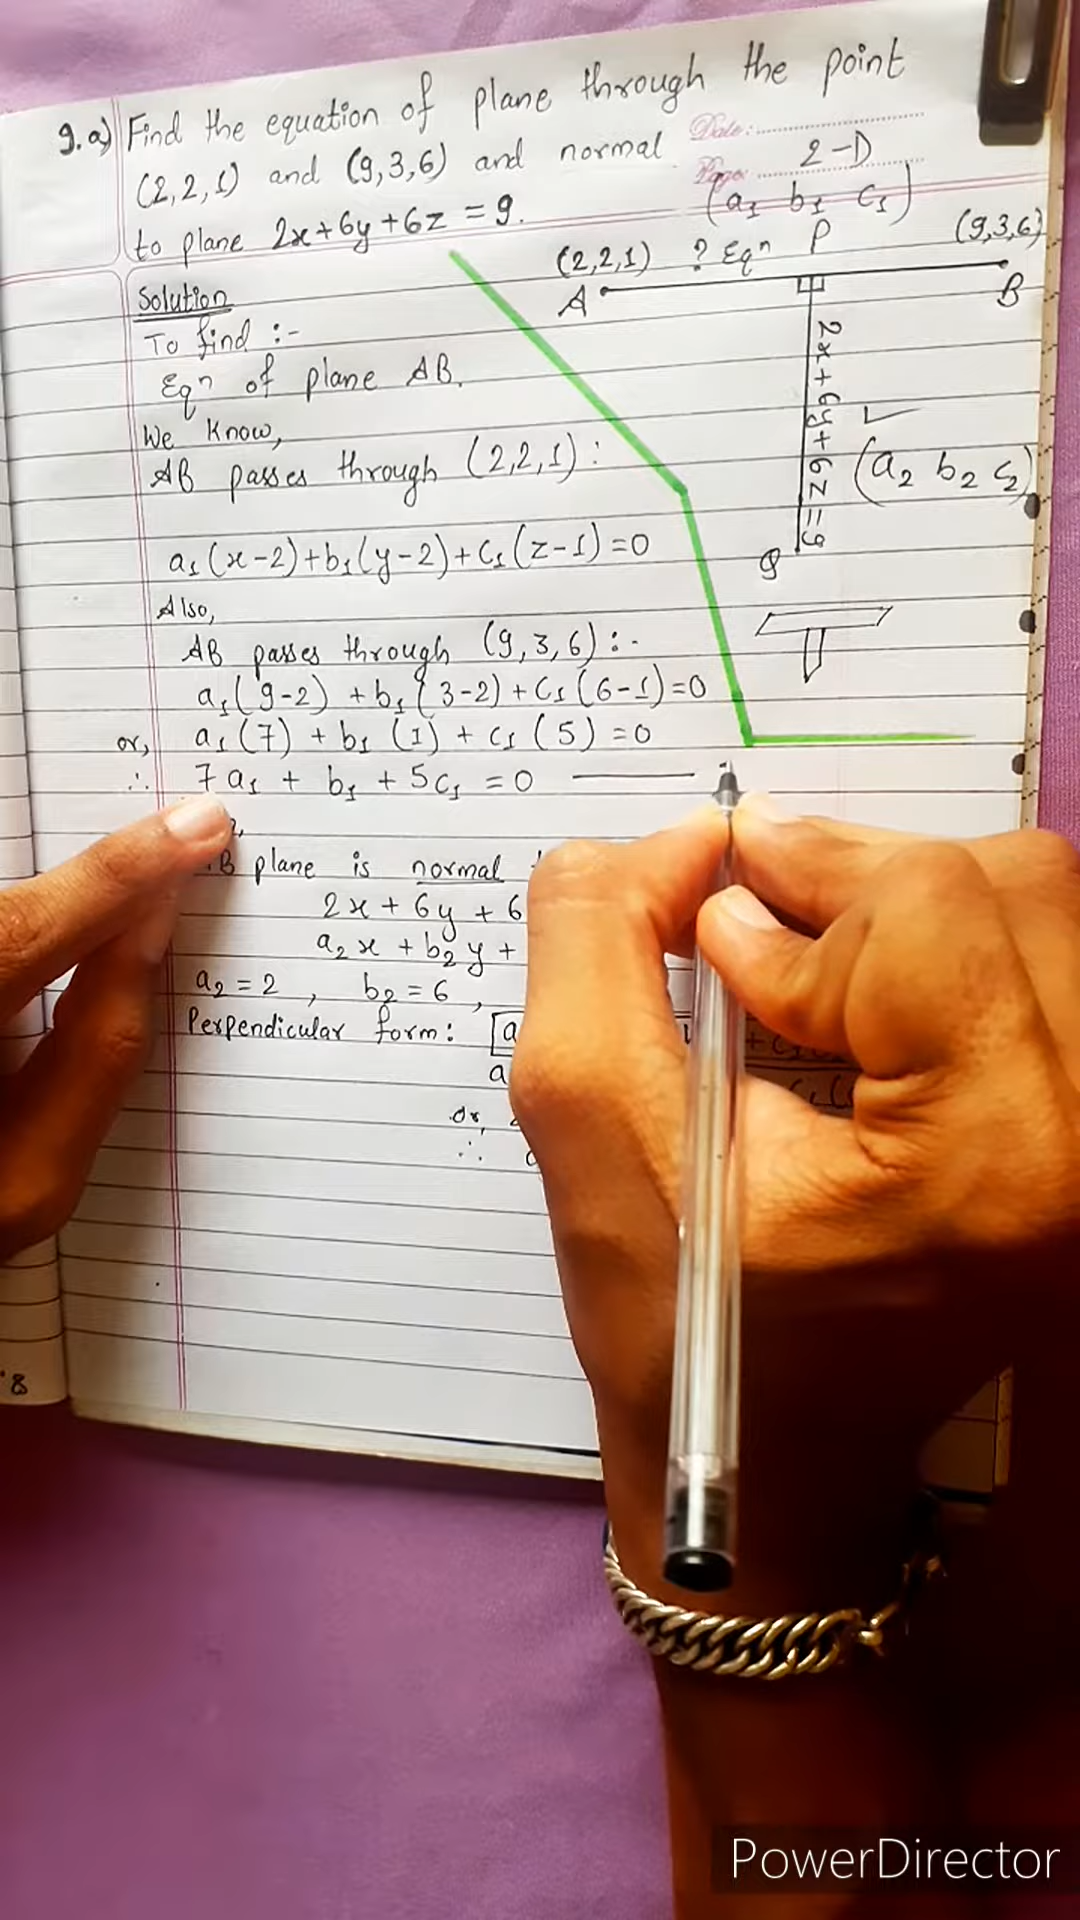 9.a) Find the equation of plane through the point
(2,2,1) and (9,3,6) and normal
to plane 2x+6y+6z = 9.
Date:
Page:
2-D
(a₁ b₁ c₁)
(2,2,1) ? Eqⁿ P (9,3,6)
A B
2x+6y+6z=9
(a₂ b₂ c₂)
Q
Solution
To find :-
Eqⁿ of plane AB.
We know,
AB passes through (2,2,1) :
a₁(x-2)+b₁(y-2)+c₁(z-1)=0
Also,
AB passes through (9,3,6) :-
a₁(9-2) +b₁(3-2)+c₁(6-1)=0
or, a₁(7) + b₁ (1) + c₁ (5) =0
∴ 7a₁ + b₁ + 5c₁ = 0
B plane is normal
2x + 6y + 6
a₂x + b₂y +
a₂ = 2 , b₂ = 6 ,
Perpendicular form: a
a
or,
∴
8
PowerDirector